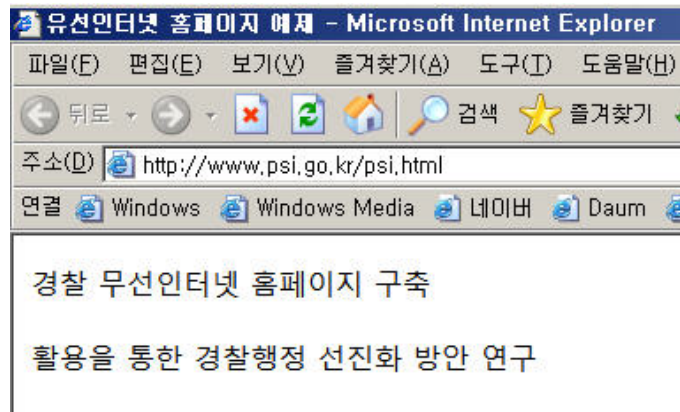 유선인터넷 홈페이지 예제 - Microsoft Internet Explorer
파일(F) 편집(E) 보기(V) 즐겨찾기(A) 도구(T) 도움말(H)
뒤로 검색 즐겨찾기
주소(D) http://www.psi.go.kr/psi.html
연결 Windows Windows Media 네이버 Daum
경찰 무선인터넷 홈페이지 구축
활용을 통한 경찰행정 선진화 방안 연구